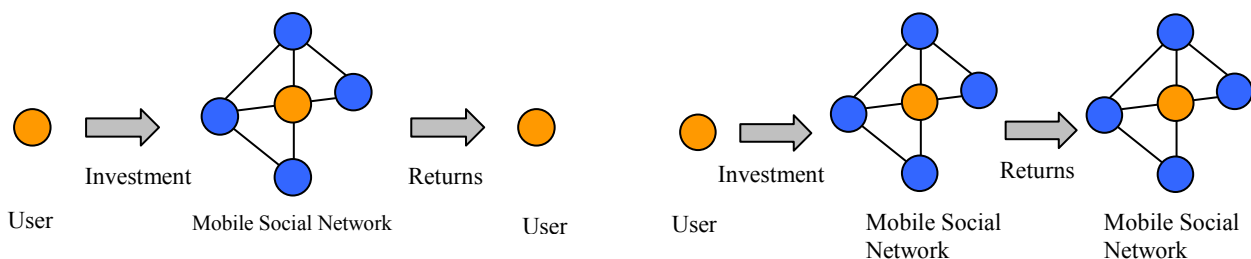 Investment
Returns
User
Mobile Social Network
User
Investment
Returns
User
Mobile Social
Network
Mobile Social
Network